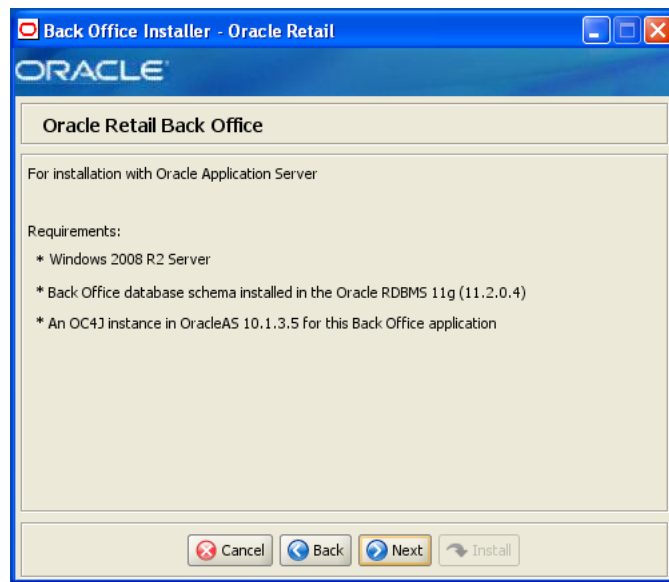 Back Office Installer - Oracle Retail
ORACLE
Oracle Retail Back Office
For installation with Oracle Application Server
Requirements:
* Windows 2008 R2 Server
* Back Office database schema installed in the Oracle RDBMS 11g (11.2.0.4)
* An OC4J instance in OracleAS 10.1.3.5 for this Back Office application
Cancel Back Next Install